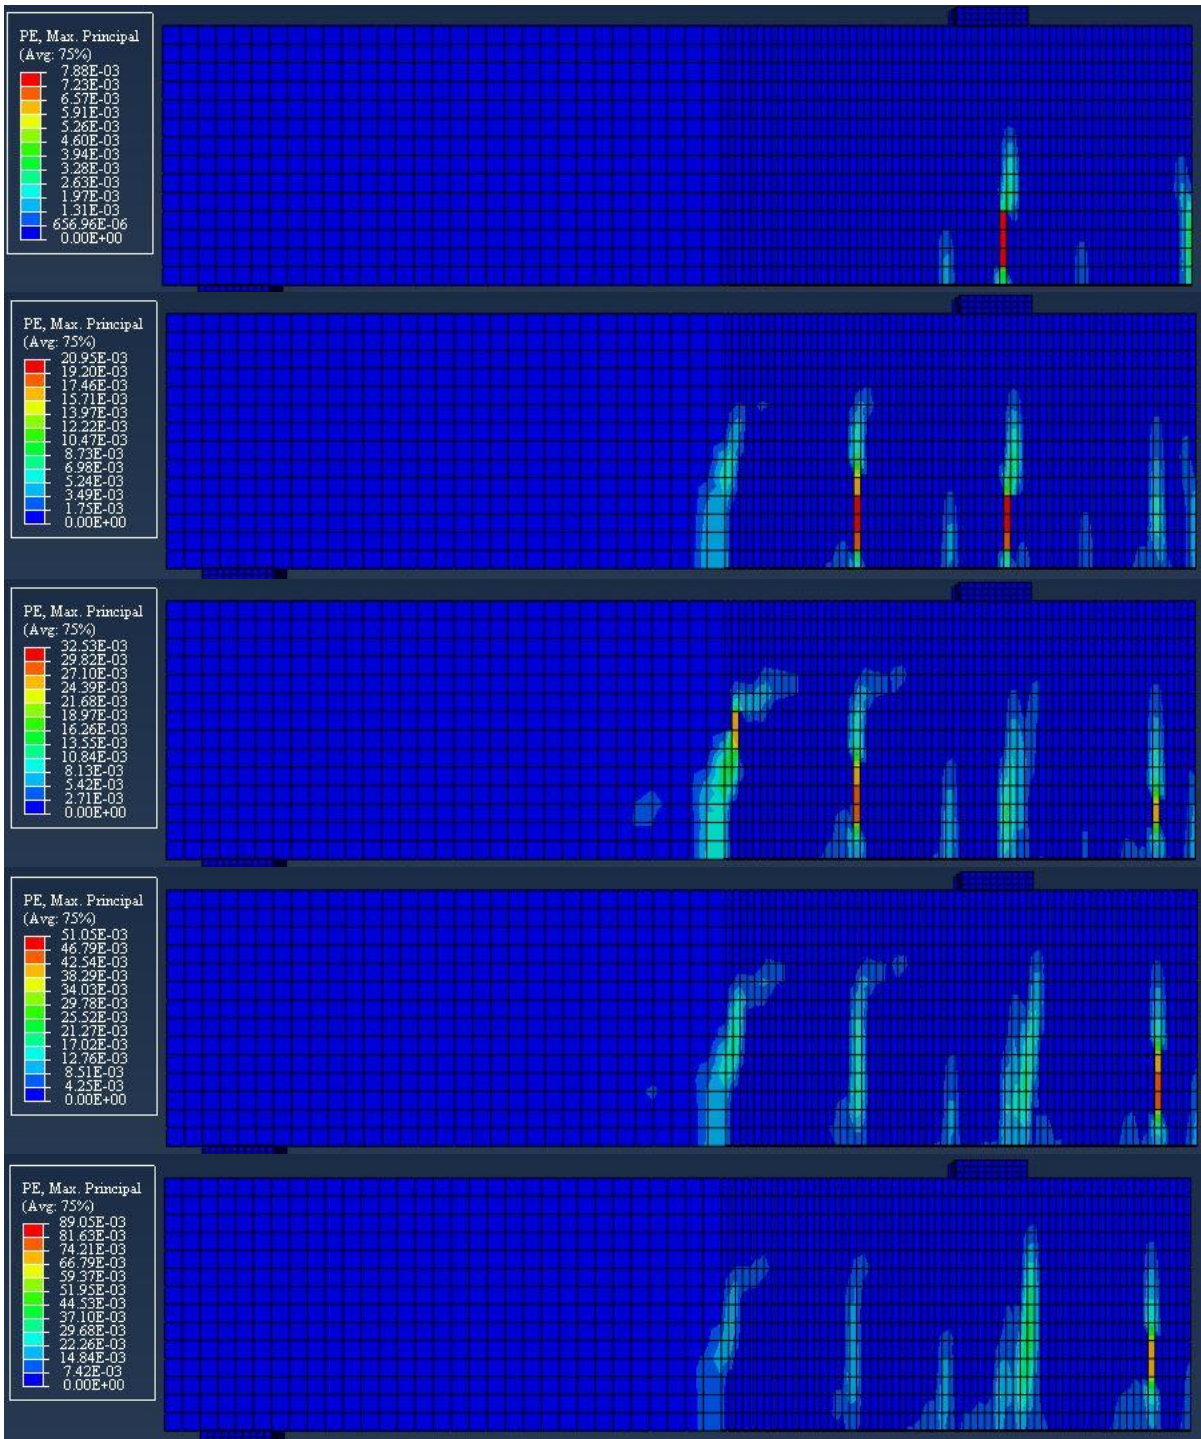 PE, Max. Principal
(Avg: 75%)
7.88E-03
7.23E-03
6.57E-03
5.91E-03
5.26E-03
4.60E-03
3.94E-03
3.28E-03
2.63E-03
1.97E-03
1.31E-03
656.96E-06
0.00E+00
PE, Max. Principal
(Avg: 75%)
20.95E-03
19.20E-03
17.46E-03
15.71E-03
13.97E-03
12.22E-03
10.47E-03
8.73E-03
6.98E-03
5.24E-03
3.49E-03
1.75E-03
0.00E+00
PE, Max. Principal
(Avg: 75%)
32.53E-03
29.82E-03
27.10E-03
24.39E-03
21.68E-03
18.97E-03
16.26E-03
13.55E-03
10.84E-03
8.13E-03
5.42E-03
2.71E-03
0.00E+00
PE, Max. Principal
(Avg: 75%)
51.05E-03
46.79E-03
42.54E-03
38.29E-03
34.03E-03
29.78E-03
25.52E-03
21.27E-03
17.02E-03
12.76E-03
8.51E-03
4.25E-03
0.00E+00
PE, Max. Principal
(Avg: 75%)
89.05E-03
81.63E-03
74.21E-03
66.79E-03
59.37E-03
51.95E-03
44.53E-03
37.10E-03
29.68E-03
22.26E-03
14.84E-03
7.42E-03
0.00E+00